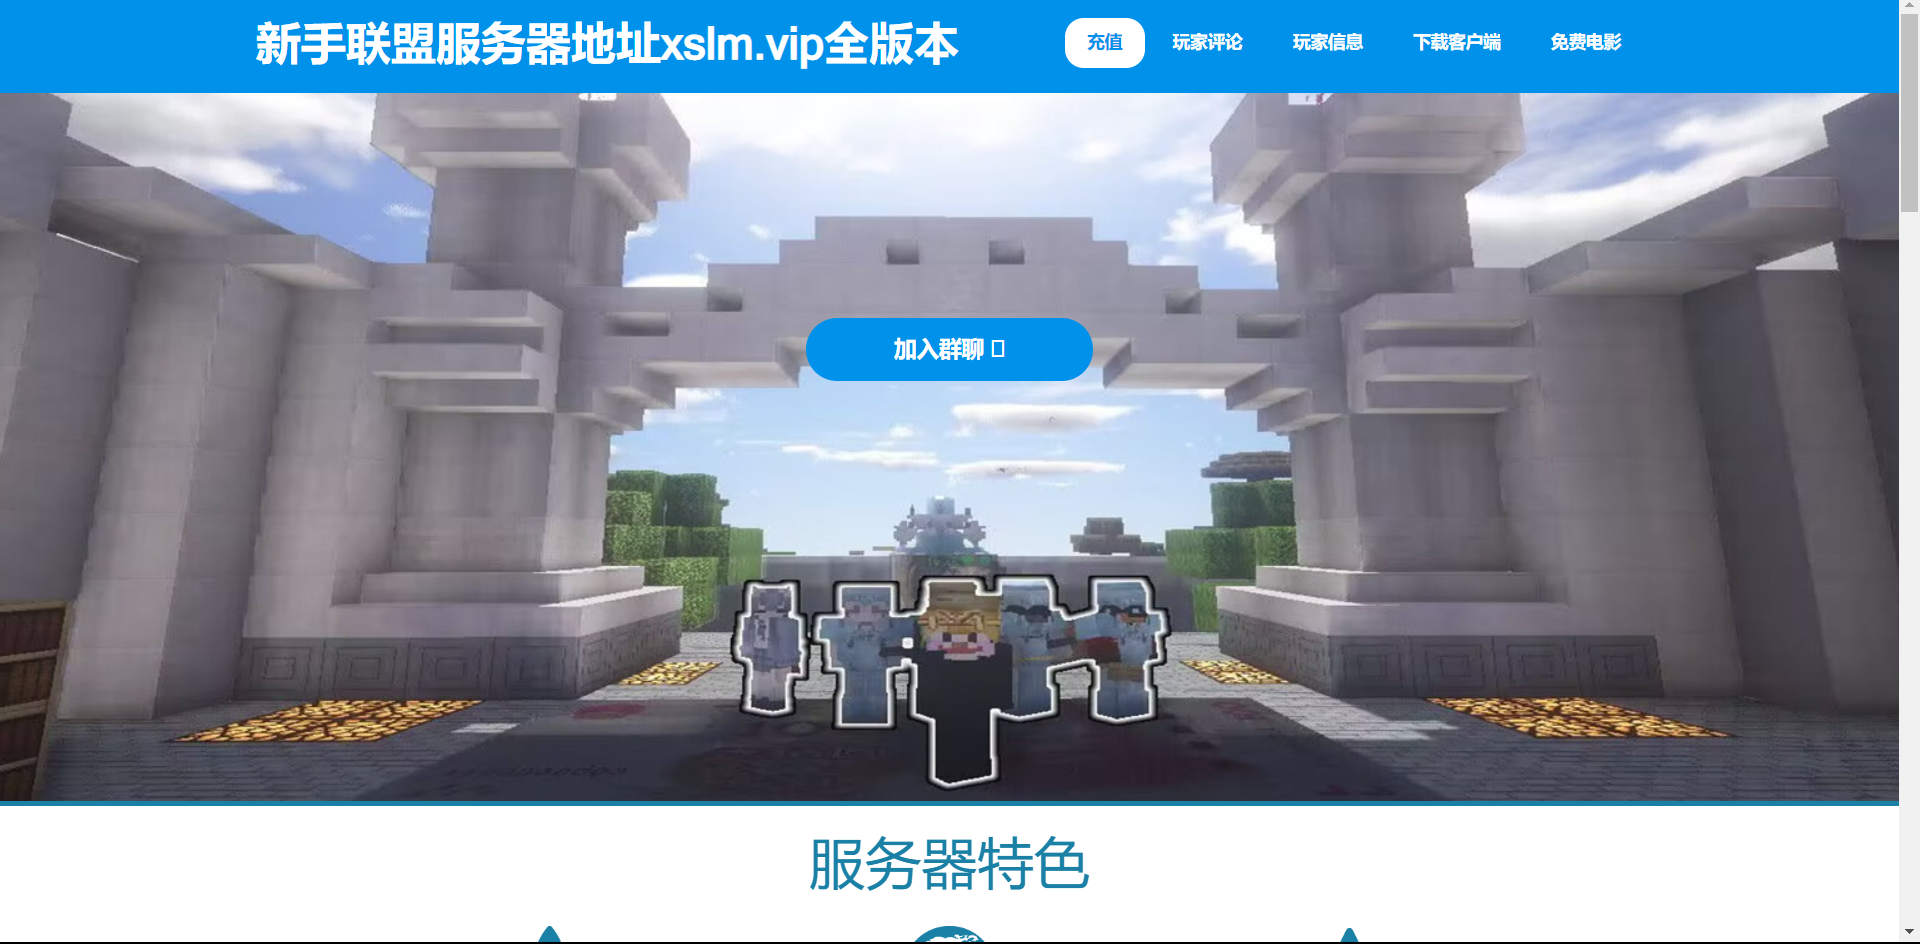 新手联盟服务器地址xslm.vip全版本
充值
玩家评论
玩家信息
下载客户端
免费电影
加入群聊
服务器特色